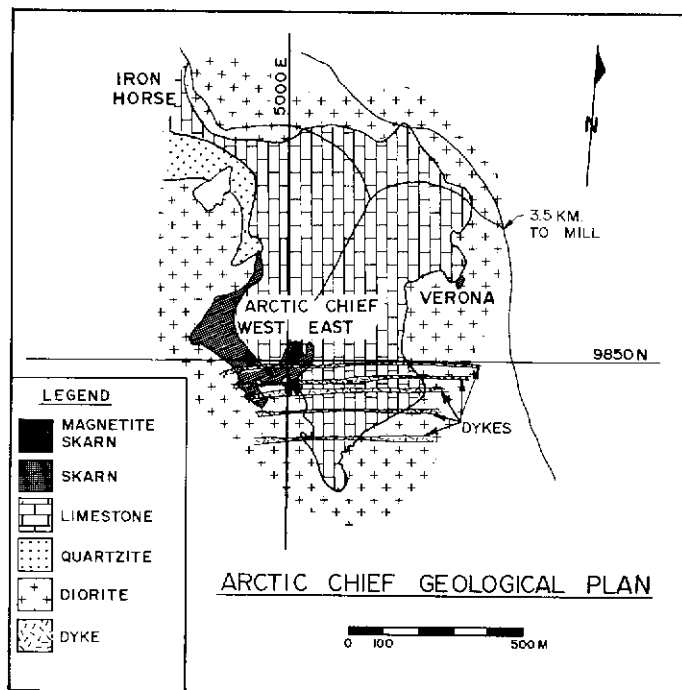 IRON
HORSE
5000 E
N
3.5 KM.
TO MILL
ARCTIC CHIEF
WEST EAST
VERONA
9850 N
DYKES
LEGEND
MAGNETITE
SKARN
SKARN
LIMESTONE
QUARTZITE
DIORITE
DYKE
ARCTIC CHIEF GEOLOGICAL PLAN
0 100 500 M